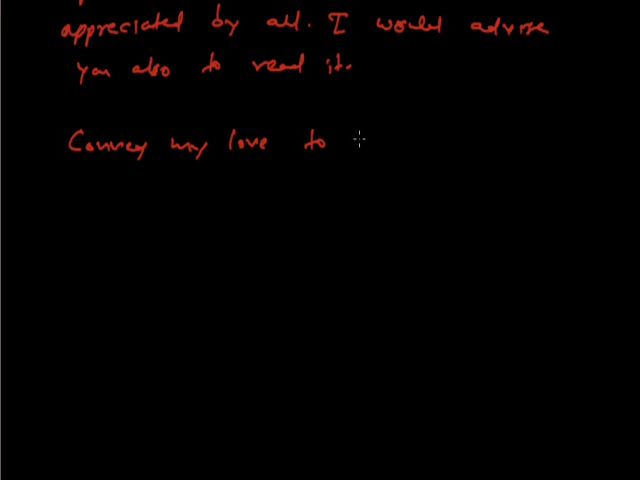 appreciated by all. I would advise
you also to read it.
Convey my love to